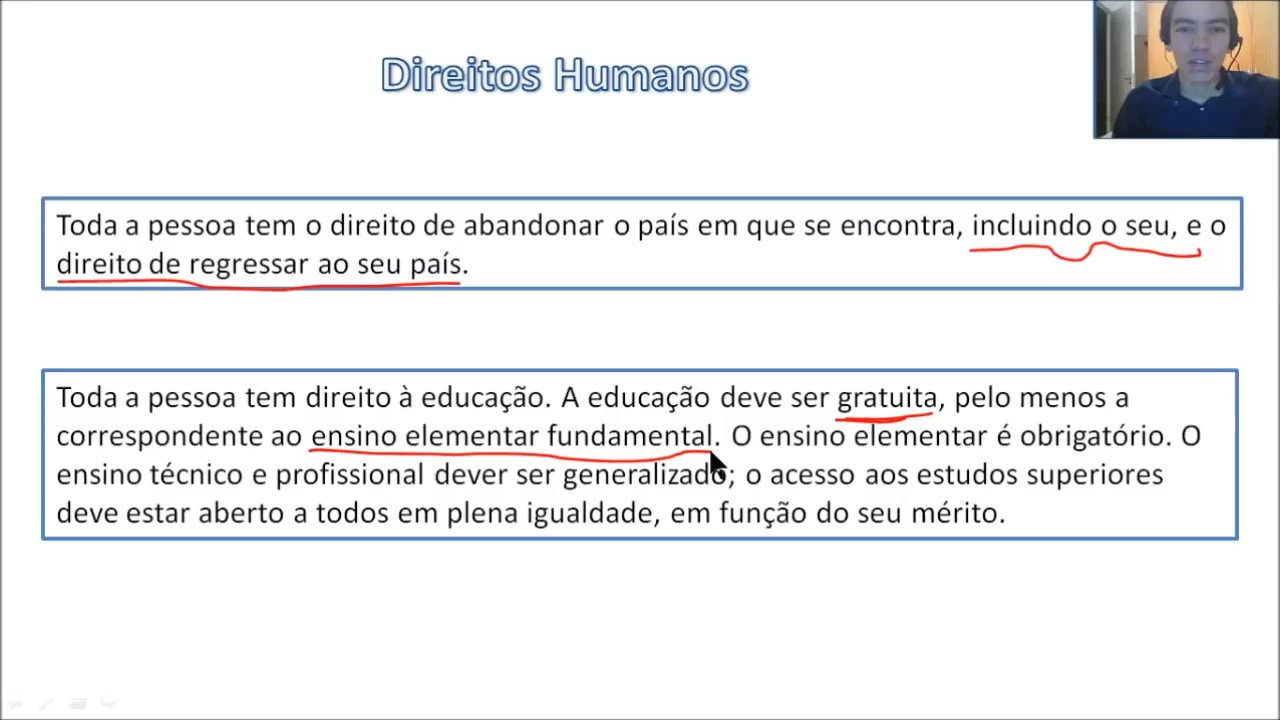 Direitos Humanos
Toda a pessoa tem o direito de abandonar o país em que se encontra, incluindo o seu, e o
direito de regressar ao seu país.
Toda a pessoa tem direito à educação. A educação deve ser gratuita, pelo menos a
correspondente ao ensino elementar fundamental. O ensino elementar é obrigatório. O
ensino técnico e profissional dever ser generalizado; o acesso aos estudos superiores
deve estar aberto a todos em plena igualdade, em função do seu mérito.